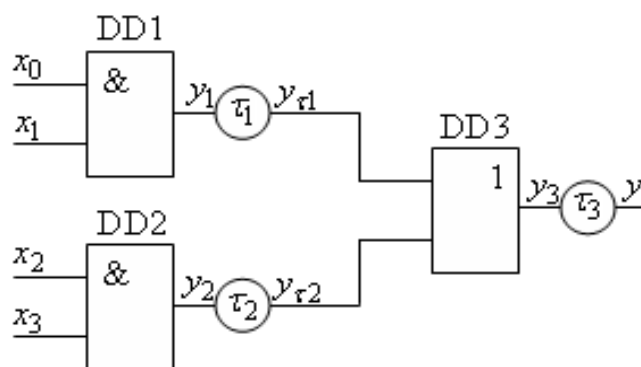 DD1
x₀
&
y₁
τ₁
yτ₁
x₁
DD3
1
y₃
τ₃
y
DD2
x₂
&
y₂
τ₂
yτ₂
x₃